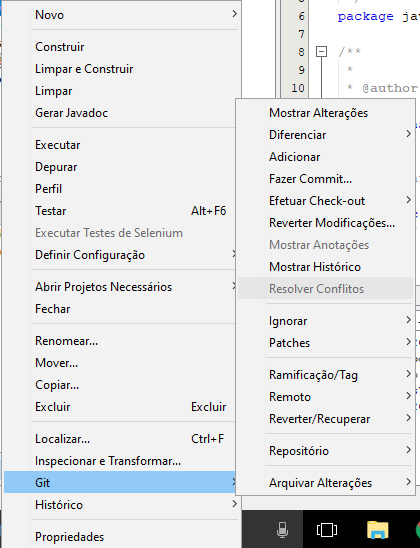 Novo
Construir
Limpar e Construir
Limpar
Gerar Javadoc
Executar
Depurar
Perfil
Testar Alt+F6
Executar Testes de Selenium
Definir Configuração
Abrir Projetos Necessários
Fechar
Renomear...
Mover...
Copiar...
Excluir Excluir
Localizar... Ctrl+F
Inspecionar e Transformar...
Git
Histórico
Propriedades
Mostrar Alterações
Diferenciar
Adicionar
Fazer Commit...
Efetuar Check-out
Reverter Modificações...
Mostrar Anotações
Mostrar Histórico
Resolver Conflitos
Ignorar
Patches
Ramificação/Tag
Remoto
Reverter/Recuperar
Repositório
Arquivar Alterações
6 package
7
8 /**
9 *
10 * @author